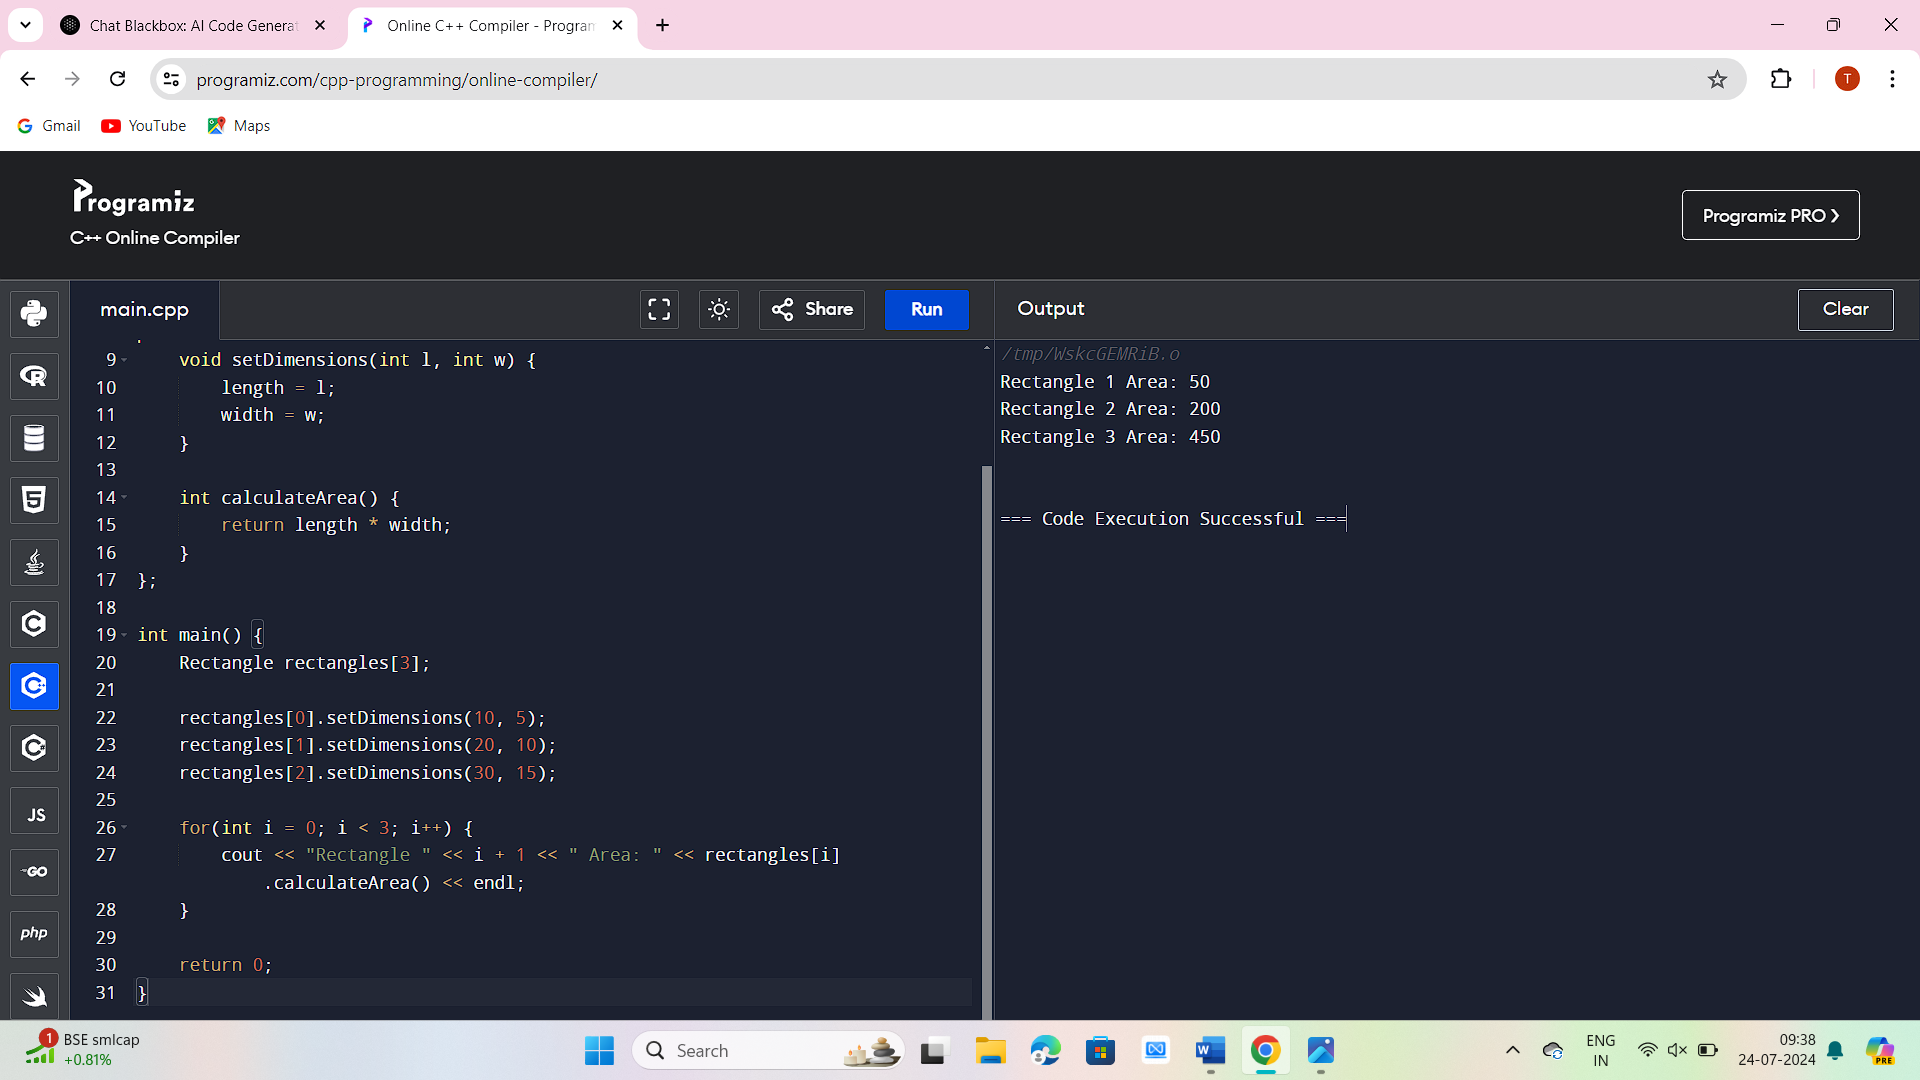 Chat Blackbox: AI Code Generat
Online C++ Compiler - Program
programiz.com/cpp-programming/online-compiler/
T
Gmail
YouTube
Maps
Programiz
C++ Online Compiler
Programiz PRO ❯
main.cpp
Share
Run
Output
Clear
9 void setDimensions(int l, int w) {
10 length = l;
11 width = w;
12 }
13
14 int calculateArea() {
15 return length * width;
16 }
17 };
18
19 int main() {
20 Rectangle rectangles[3];
21
22 rectangles[0].setDimensions(10, 5);
23 rectangles[1].setDimensions(20, 10);
24 rectangles[2].setDimensions(30, 15);
25
26 for(int i = 0; i < 3; i++) {
27 cout << "Rectangle " << i + 1 << " Area: " << rectangles[i]
.calculateArea() << endl;
28 }
29
30 return 0;
31 }
/tmp/WskcGEMRiB.o
Rectangle 1 Area: 50
Rectangle 2 Area: 200
Rectangle 3 Area: 450
=== Code Execution Successful ===
JS
GO
php
1
BSE smlcap
+0.81%
Search
W
ENG
IN
09:38
24-07-2024
PRE